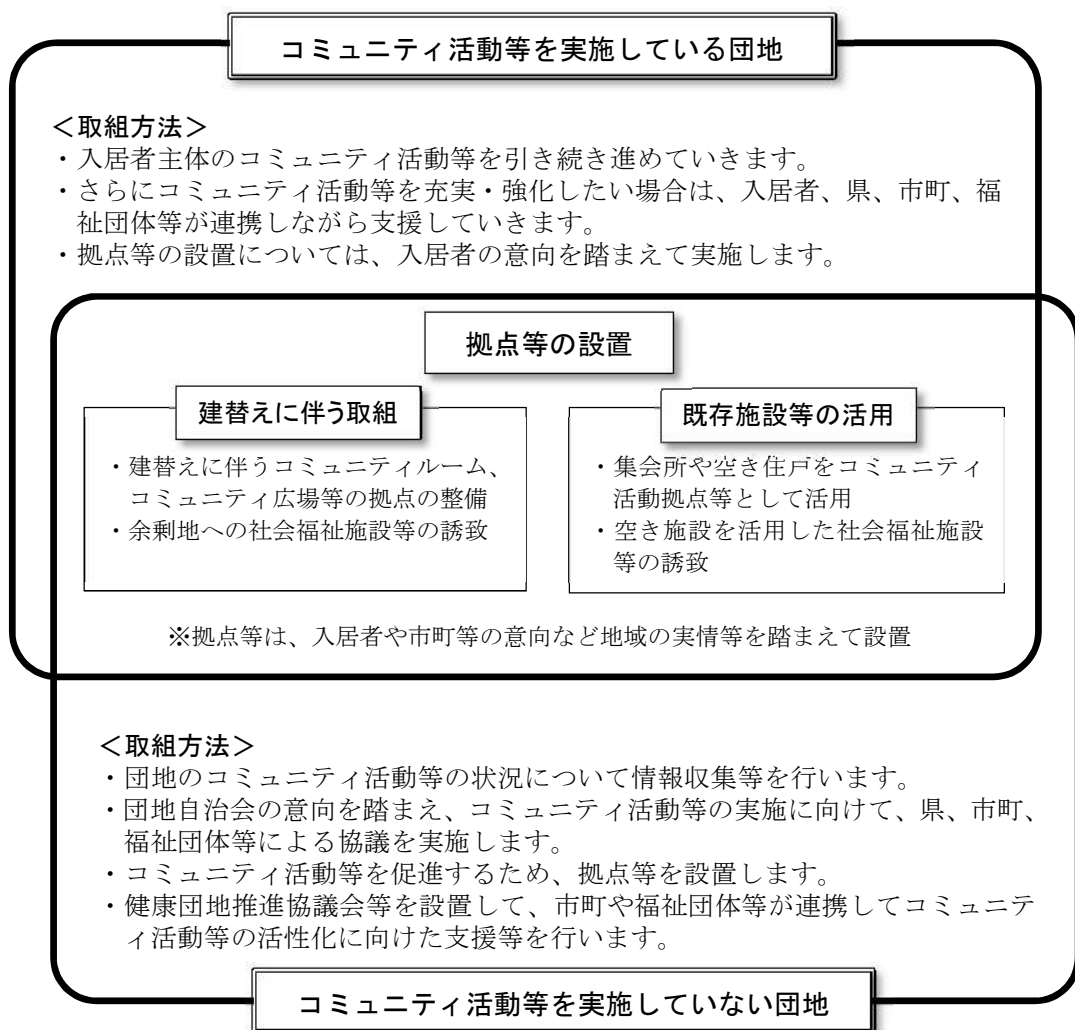 コミュニティ活動等を実施している団地
＜取組方法＞
・入居者主体のコミュニティ活動等を引き続き進めていきます。
・さらにコミュニティ活動等を充実・強化したい場合は、入居者、県、市町、福
祉団体等が連携しながら支援していきます。
・拠点等の設置については、入居者の意向を踏まえて実施します。
拠点等の設置
建替えに伴う取組
・建替えに伴うコミュニティルーム、
コミュニティ広場等の拠点の整備
・余剰地への社会福祉施設等の誘致
既存施設等の活用
・集会所や空き住戸をコミュニティ
活動拠点等として活用
・空き施設を活用した社会福祉施設
等の誘致
※拠点等は、入居者や市町等の意向など地域の実情等を踏まえて設置
＜取組方法＞
・団地のコミュニティ活動等の状況について情報収集等を行います。
・団地自治会の意向を踏まえ、コミュニティ活動等の実施に向けて、県、市町、
福祉団体等による協議を実施します。
・コミュニティ活動等を促進するため、拠点等を設置します。
・健康団地推進協議会等を設置して、市町や福祉団体等が連携してコミュニテ
ィ活動等の活性化に向けた支援等を行います。
コミュニティ活動等を実施していない団地